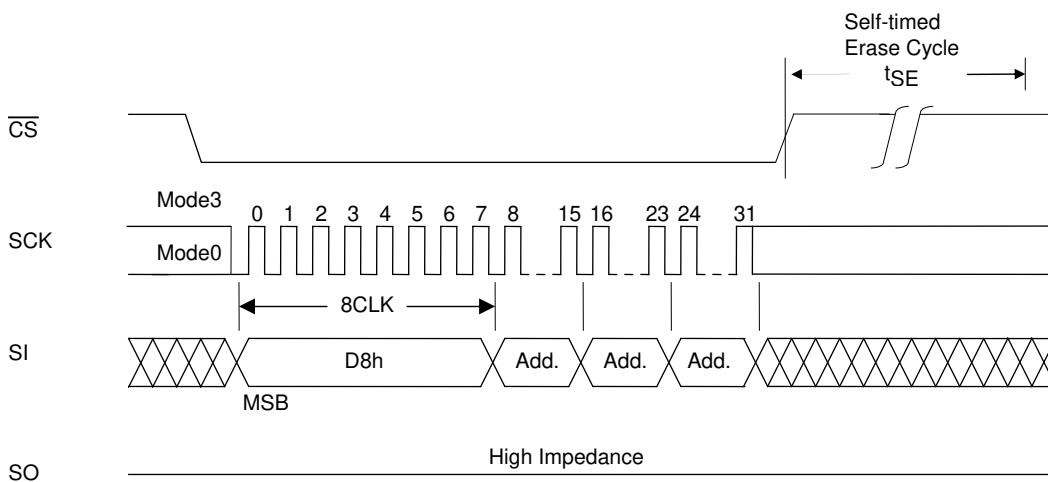 Self-timed
Erase Cycle
tSE
CS
Mode3
0 1 2 3 4 5 6 7 8 15 16 23 24 31
SCK
Mode0
8CLK
SI
D8h Add. Add. Add.
MSB
High Impedance
SO